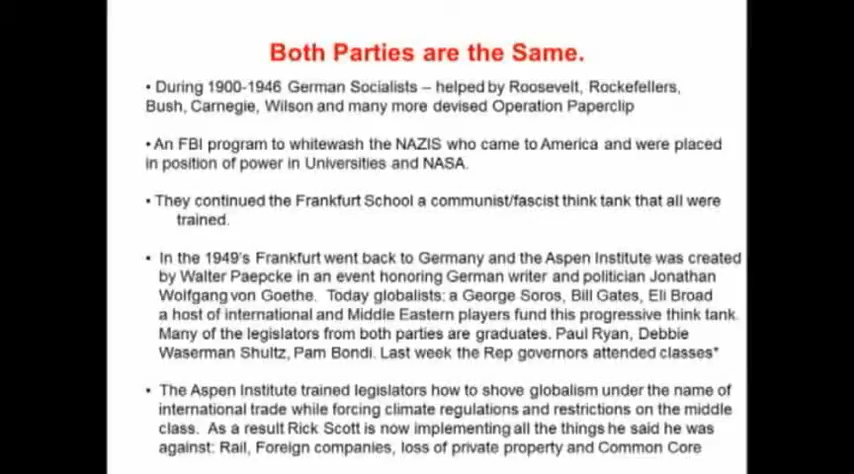 Both Parties are the Same.
• During 1900-1946 German Socialists – helped by Roosevelt, Rockefellers,
Bush, Carnegie, Wilson and many more devised Operation Paperclip
• An FBI program to whitewash the NAZIS who came to America and were placed
in position of power in Universities and NASA.
• They continued the Frankfurt School a communist/fascist think tank that all were
trained.
• In the 1949's Frankfurt went back to Germany and the Aspen Institute was created
by Walter Paepcke in an event honoring German writer and politician Jonathan
Wolfgang von Goethe. Today globalists: a George Soros, Bill Gates, Eli Broad
a host of international and Middle Eastern players fund this progressive think tank.
Many of the legislators from both parties are graduates. Paul Ryan, Debbie
Waserman Shultz, Pam Bondi. Last week the Rep governors attended classes*
• The Aspen Institute trained legislators how to shove globalism under the name of
international trade while forcing climate regulations and restrictions on the middle
class. As a result Rick Scott is now implementing all the things he said he was
against: Rail, Foreign companies, loss of private property and Common Core